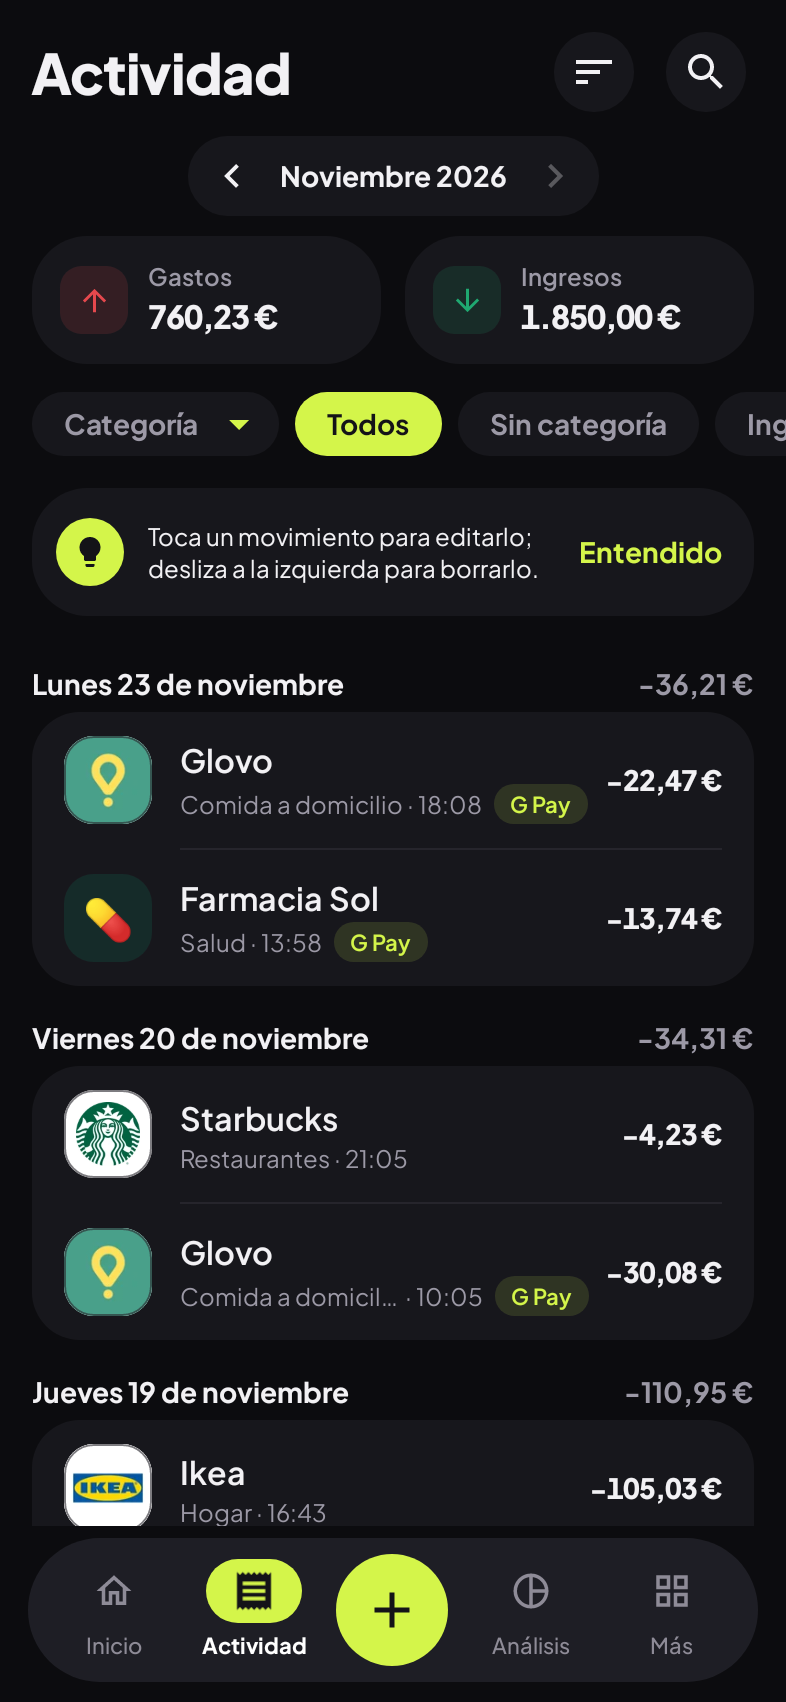 Actividad
Noviembre 2026
Gastos
760,23 €
Ingresos
1.850,00 €
Categoría
Todos
Sin categoría
Ing
Toca un movimiento para editarlo;
desliza a la izquierda para borrarlo.
Entendido
Lunes 23 de noviembre
-36,21 €
Glovo
Comida a domicilio · 18:08
G Pay
-22,47 €
Farmacia Sol
Salud · 13:58
G Pay
-13,74 €
Viernes 20 de noviembre
-34,31 €
Starbucks
Restaurantes · 21:05
-4,23 €
Glovo
Comida a domicil... · 10:05
G Pay
-30,08 €
Jueves 19 de noviembre
-110,95 €
IKEA
Ikea
Hogar · 16:43
-105,03 €
Inicio
Actividad
Análisis
Más